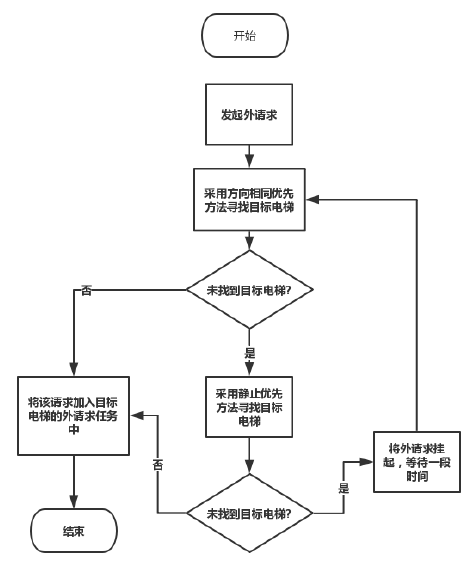 开始
发起外请求
采用方向相同优先
方法寻找目标电梯
未找到目标电梯?
否
是
将该请求加入目标
电梯的外请求任务
中
采用静止优先
方法寻找目标
电梯
将外请求挂
起，等待一段
时间
否
是
未找到目标电梯?
结束